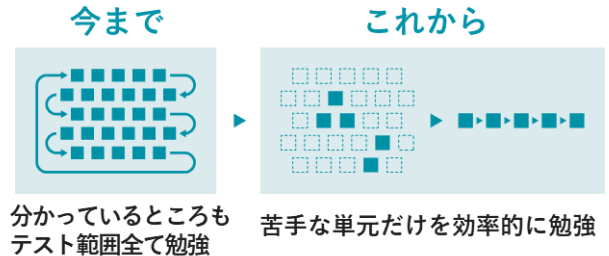 今まで
これから
分かっているところも
テスト範囲全て勉強
苦手な単元だけを効率的に勉強